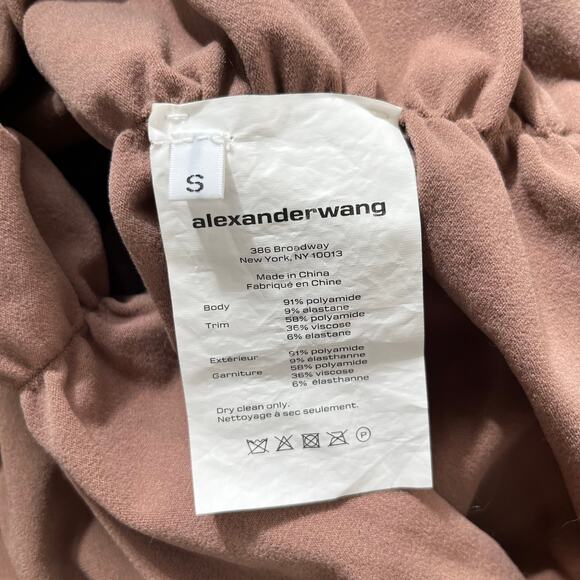 S
alexanderwang
386 Broadway
New York, NY 10013
Made in China
Fabriqué en Chine
Body 91% polyamide
9% elastane
Trim 58% polyamide
36% viscose
6% elastane
Extérieur 91% polyamide
9% élasthanne
Garniture 58% polyamide
36% viscose
6% élasthanne
Dry clean only.
Nettoyage à sec seulement.
P